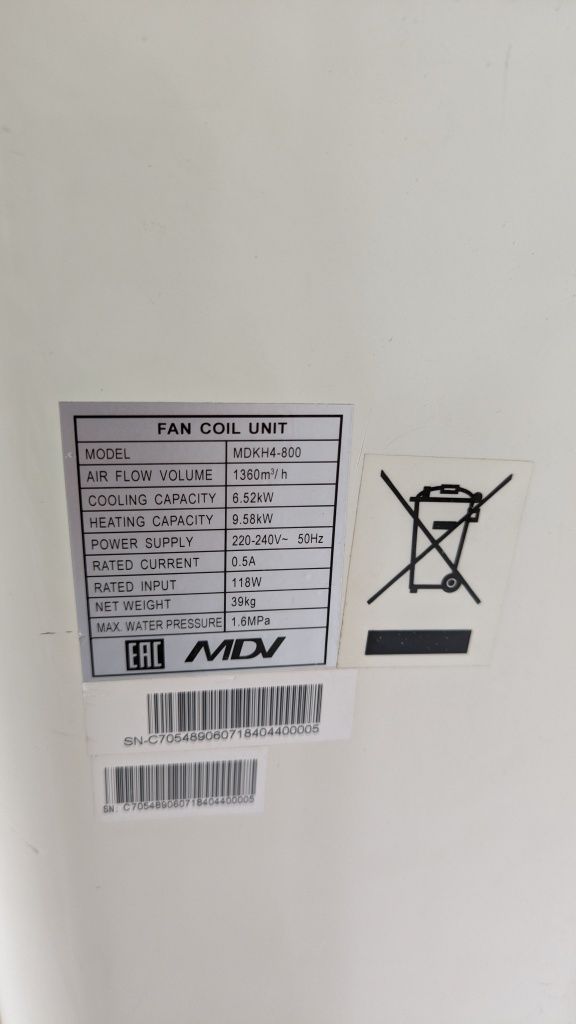 FAN COIL UNIT
MODEL MDKH4-800
AIR FLOW VOLUME 1360m³/h
COOLING CAPACITY 6.52kW
HEATING CAPACITY 9.58kW
POWER SUPPLY 220-240V~ 50Hz
RATED CURRENT 0.5A
RATED INPUT 118W
NET WEIGHT 39kg
MAX. WATER PRESSURE 1.6MPa
EAC MDV
SN-C705489060718404400005
SN: C705489060718404400005